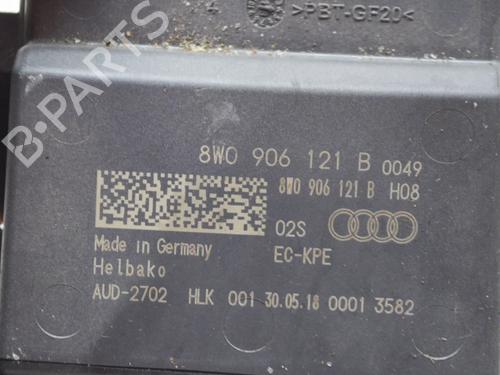 4 >PBT-GF20<
8W0 906 121 B 0049
8W0 906 121 B H08
02S
Made in Germany EC-KPE
Helbako
AUD-2702 HLK 001 30.05.18 0001 3582
B-PARTS